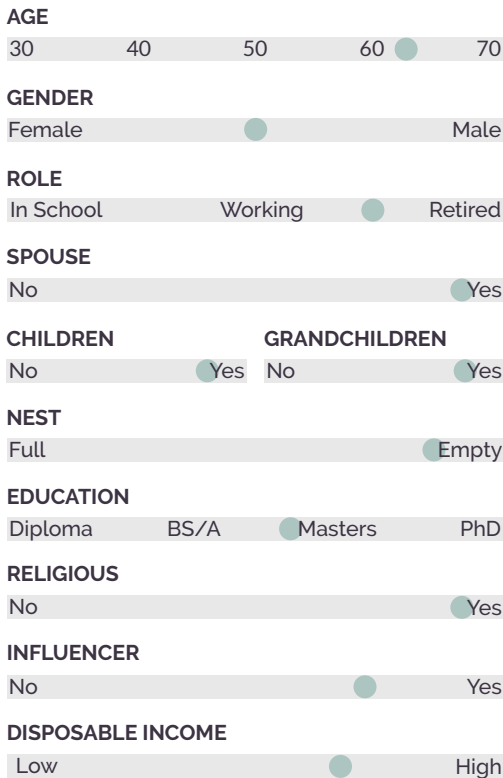 AGE
30 40 50 60 70
GENDER
Female Male
ROLE
In School Working Retired
SPOUSE
No Yes
CHILDREN GRANDCHILDREN
No Yes No Yes
NEST
Full Empty
EDUCATION
Diploma BS/A Masters PhD
RELIGIOUS
No Yes
INFLUENCER
No Yes
DISPOSABLE INCOME
Low High